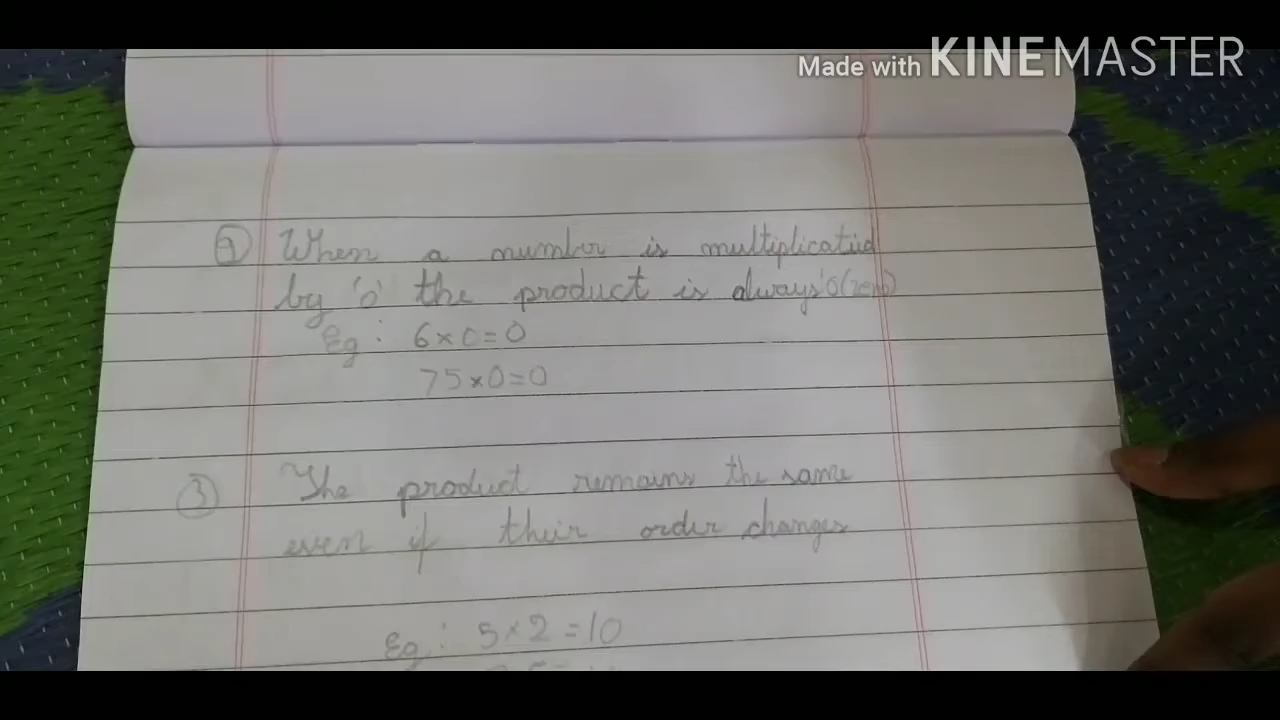 Made with KINEMASTER
② When a number is multiplicatied
by '0' the product is always '0 (zero)
Eg: 6×0=0
75×0=0
③ The product remains the same
even if their order changes
Eg: 5×2=10